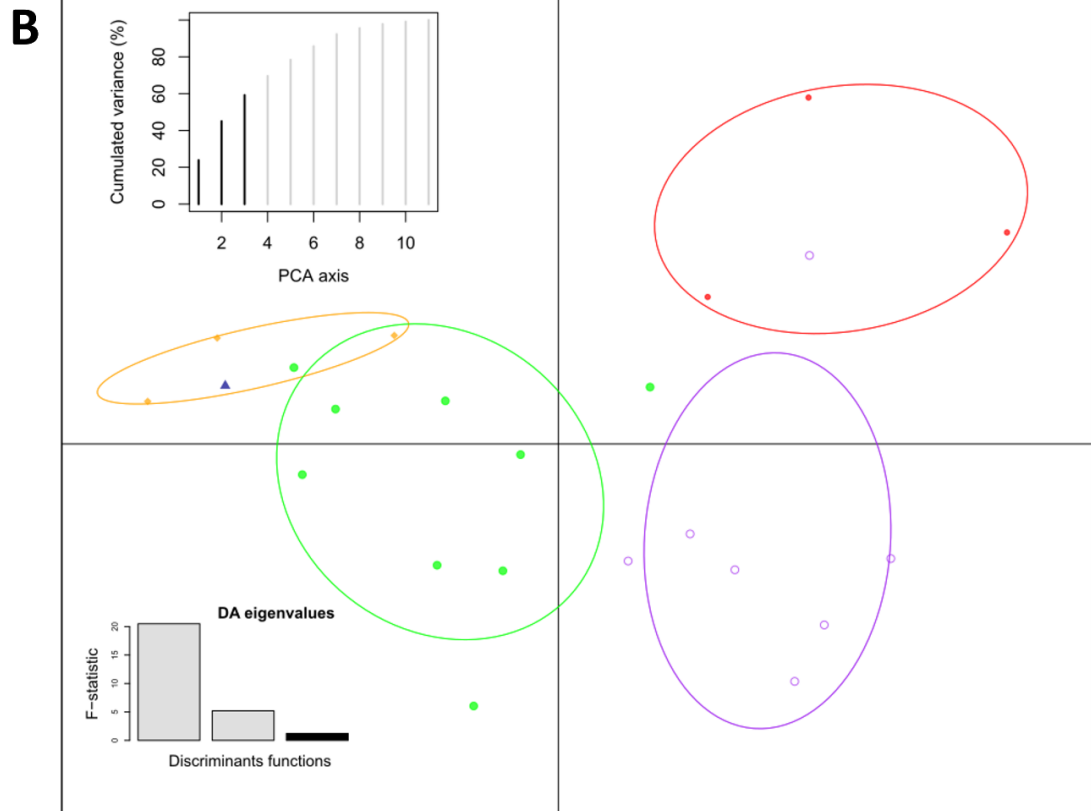 B
Cumulated variance (%)
80
60
40
20
0
2 4 6 8 10
PCA axis
DA eigenvalues
F-statistic
20
15
10
5
0
Discriminants functions